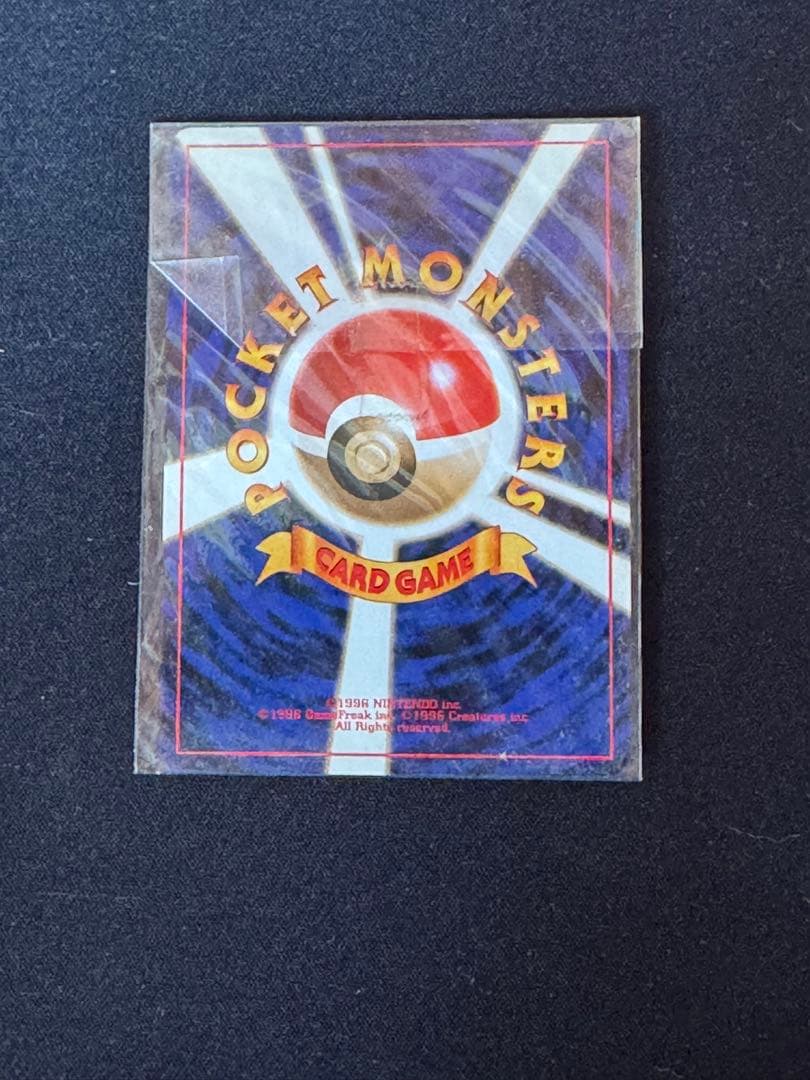 POCKET MONSTERS
CARD GAME
©1996 NINTENDO inc.
©1996 GameFreak inc. ©1996 Creatures inc.
All Rights reserved.